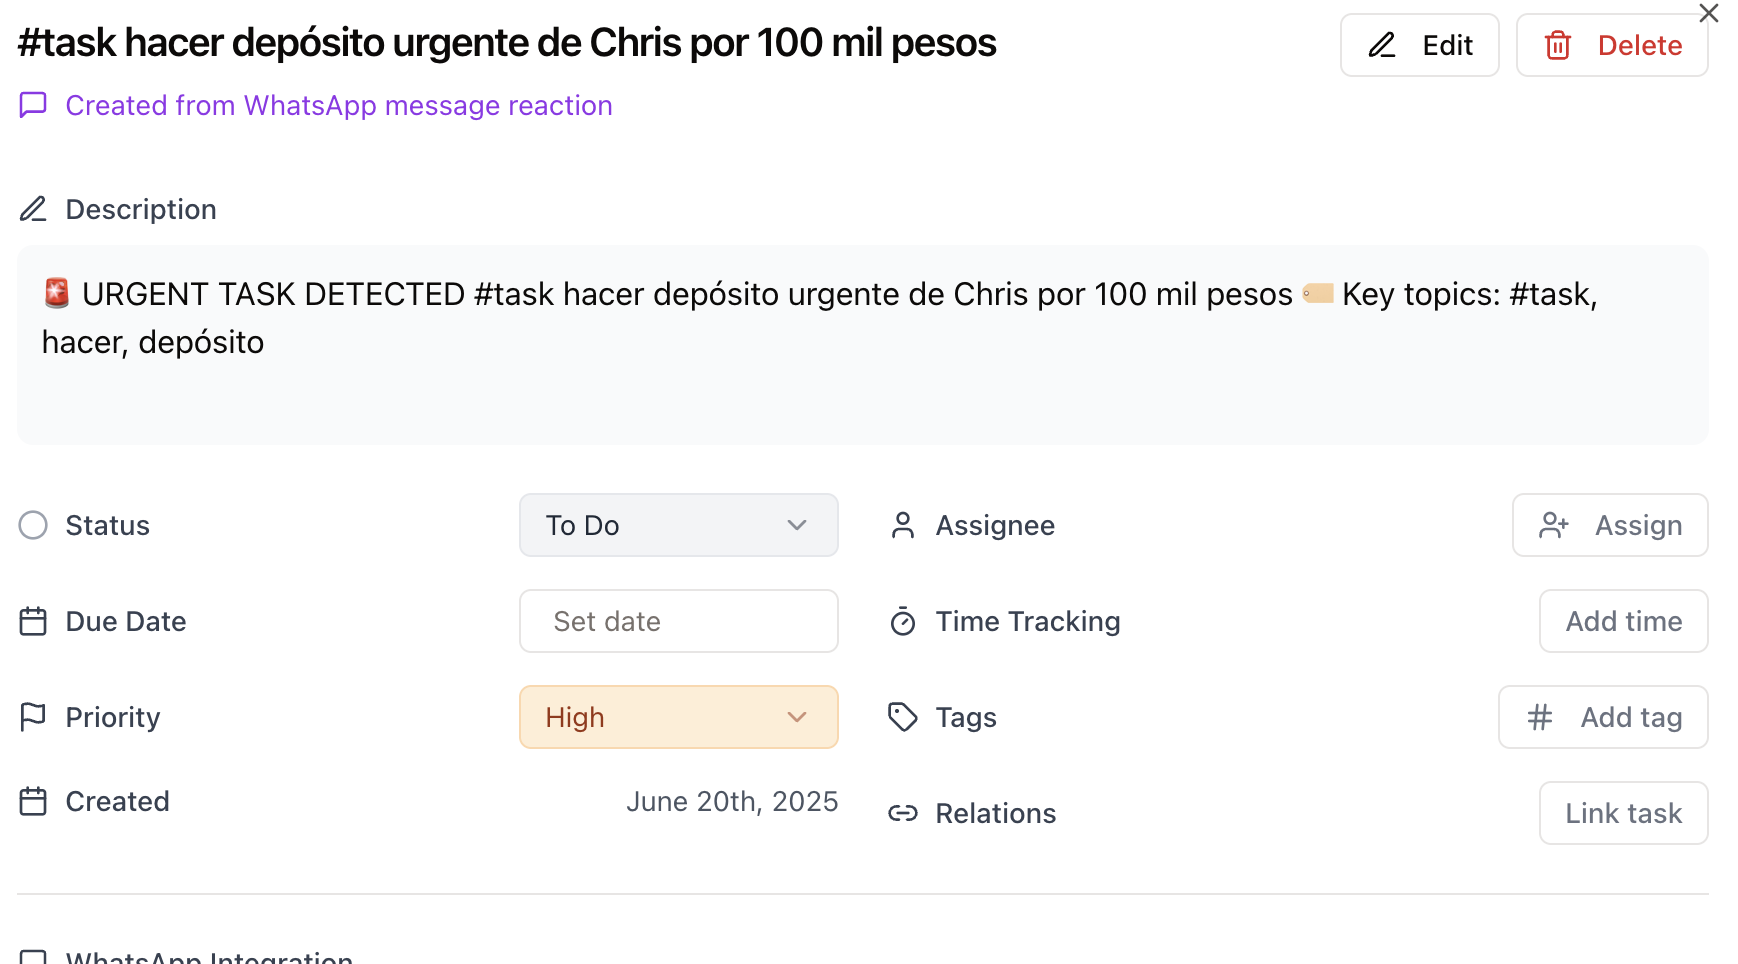 #task hacer depósito urgente de Chris por 100 mil pesos
Edit
Delete
Created from WhatsApp message reaction
Description
🚨 URGENT TASK DETECTED #task hacer depósito urgente de Chris por 100 mil pesos 🏷️ Key topics: #task,
hacer, depósito
Status
To Do
Assignee
Assign
Due Date
Set date
Time Tracking
Add time
Priority
High
Tags
Add tag
Created
June 20th, 2025
Relations
Link task
WhatsApp Integration